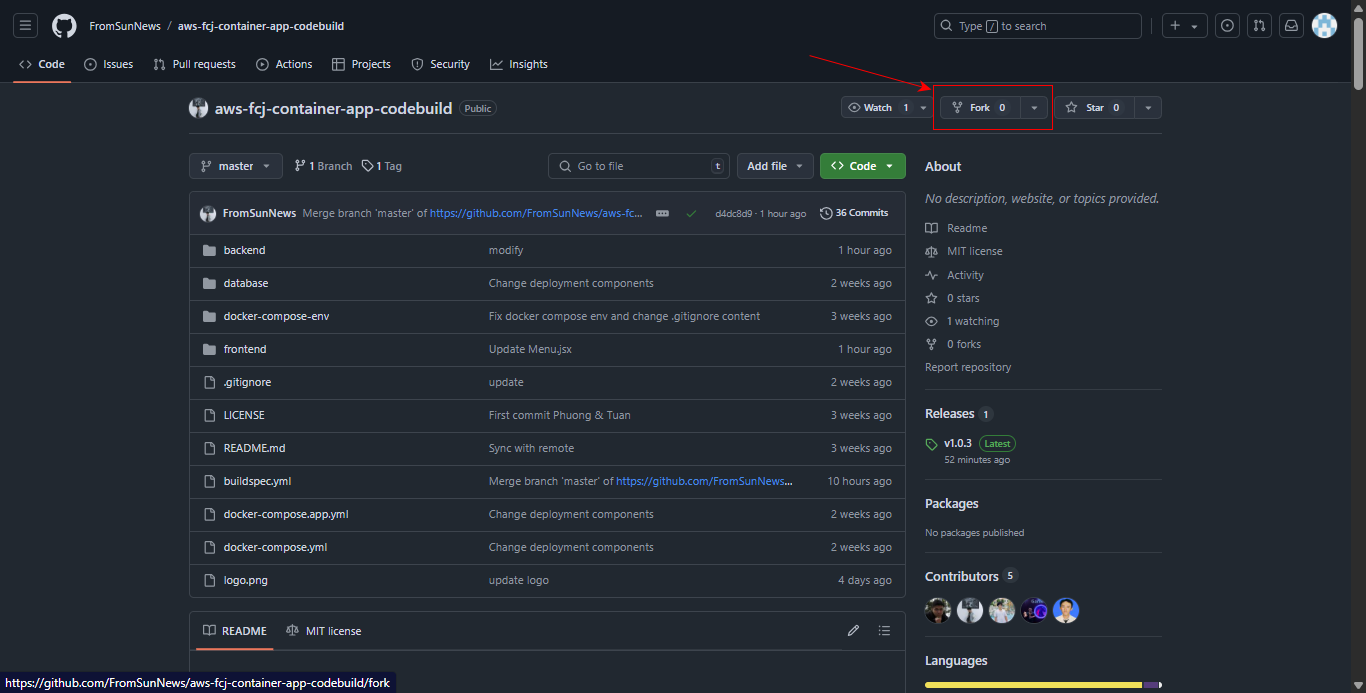 FromSunNews / aws-fcj-container-app-codebuild
Type / to search
Code Issues Pull requests Actions Projects Security Insights
aws-fcj-container-app-codebuild Public
Watch 1 Fork 0 Star 0
master 1 Branch 1 Tag Go to file t Add file Code
FromSunNews Merge branch 'master' of https://github.com/FromSunNews/aws-fc... d4dc8d9 · 1 hour ago 36 Commits
backend modify 1 hour ago
database Change deployment components 2 weeks ago
docker-compose-env Fix docker compose env and change .gitignore content 3 weeks ago
frontend Update Menu.jsx 1 hour ago
.gitignore update 2 weeks ago
LICENSE First commit Phuong & Tuan 3 weeks ago
README.md Sync with remote 3 weeks ago
buildspec.yml Merge branch 'master' of https://github.com/FromSunNews... 10 hours ago
docker-compose.app.yml Change deployment components 2 weeks ago
docker-compose.yml Change deployment components 2 weeks ago
logo.png update logo 4 days ago
README MIT license
About
No description, website, or topics provided.
Readme
MIT license
Activity
0 stars
1 watching
0 forks
Report repository
Releases 1
v1.0.3 Latest
52 minutes ago
Packages
No packages published
Contributors 5
Languages
https://github.com/FromSunNews/aws-fcj-container-app-codebuild/fork